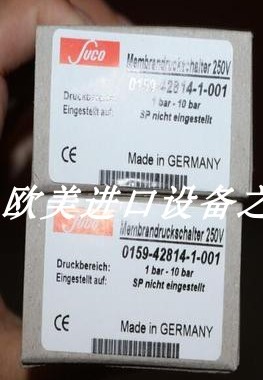 Suco
Membrandruckschalter 250V
0159-42814-1-001
Druckbereich: 1 bar - 10 bar
Eingestellt auf: SP nicht eingestellt
CE Made in GERMANY
欧美进口设备之
Suco
Membrandruckschalter 250V
0159-42814-1-001
Druckbereich: 1 bar - 10 bar
Eingestellt auf: SP nicht eingestellt
CE Made in GERMANY